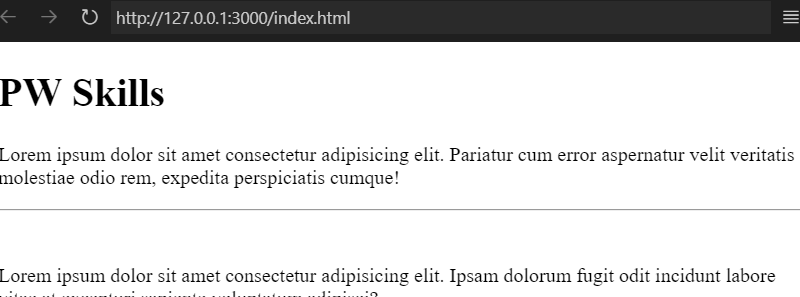 http://127.0.0.1:3000/index.html
PW Skills
Lorem ipsum dolor sit amet consectetur adipisicing elit. Pariatur cum error aspernatur velit veritatis
molestiae odio rem, expedita perspiciatis cumque!
Lorem ipsum dolor sit amet consectetur adipisicing elit. Ipsam dolorum fugit odit incidunt labore